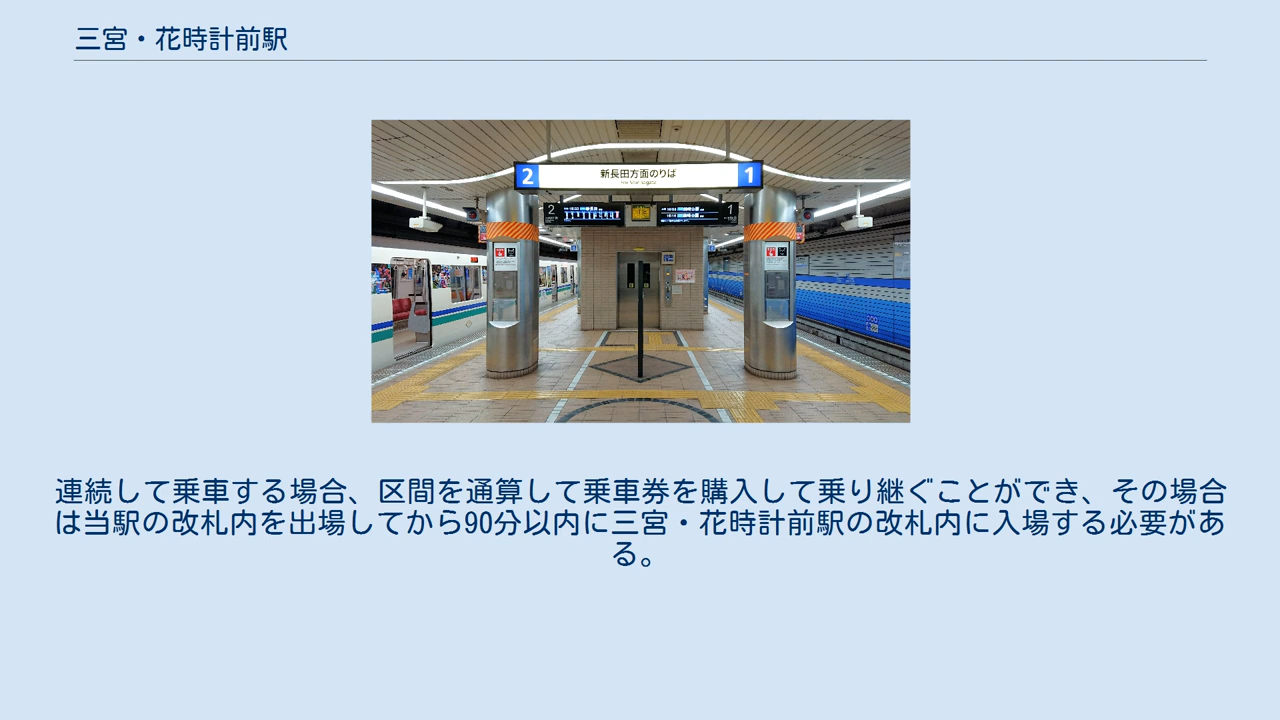 三宮・花時計前駅
2 新長田方面のりば 1
2 1
連続して乗車する場合、区間を通算して乗車券を購入して乗り継ぐことができ、その場合
は当駅の改札内を出場してから90分以内に三宮・花時計前駅の改札内に入場する必要があ
る。